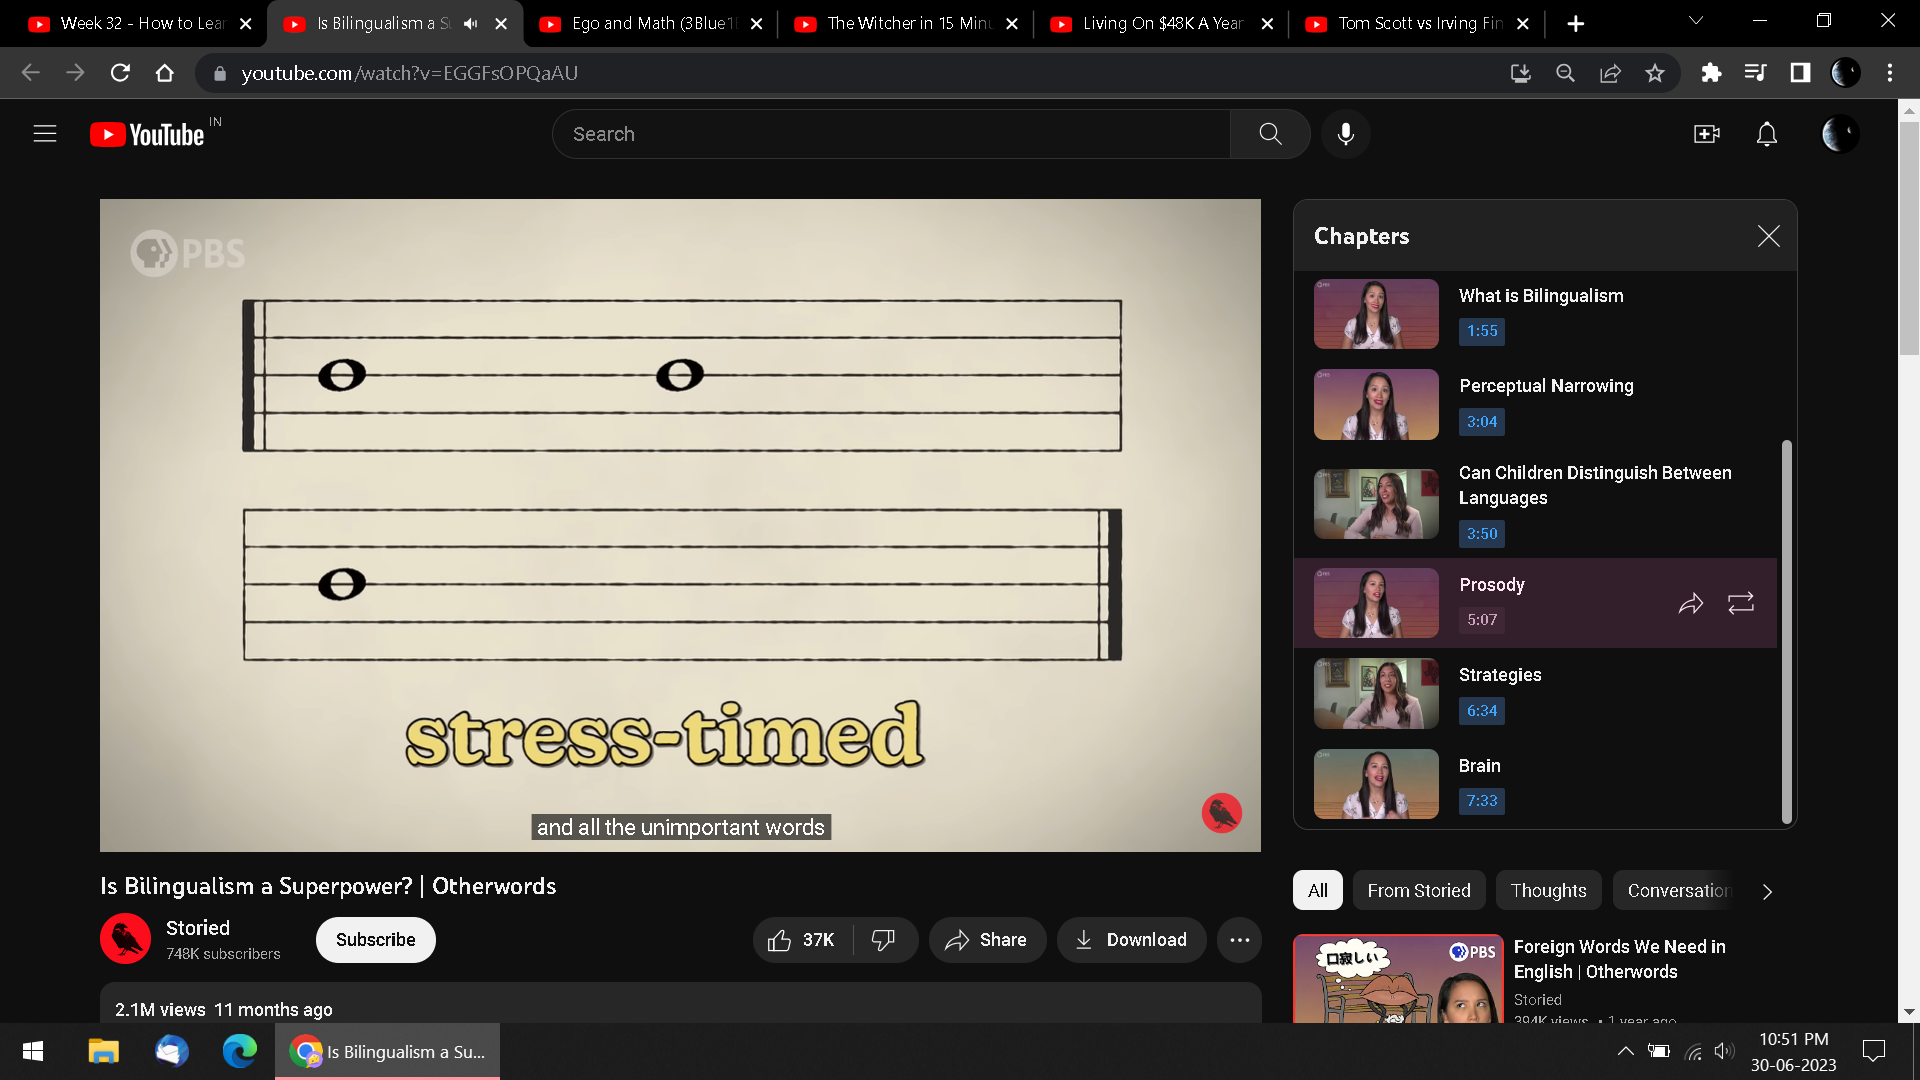 Week 32 - How to Lear
Is Bilingualism a Su
Ego and Math (3Blue1B
The Witcher in 15 Minu
Living On $48K A Year
Tom Scott vs Irving Fin
youtube.com/watch?v=EGGFsOPQaAU
YouTube IN
Search
PBS
stress-timed
and all the unimportant words
Chapters
What is Bilingualism
1:55
Perceptual Narrowing
3:04
Can Children Distinguish Between
Languages
3:50
Prosody
5:07
Strategies
6:34
Brain
7:33
Is Bilingualism a Superpower? | Otherwords
Storied
748K subscribers
Subscribe
37K
Share
Download
2.1M views 11 months ago
All
From Storied
Thoughts
Conversation
口寂しい
PBS
Foreign Words We Need in
English | Otherwords
Storied
394K views • 1 year ago
Is Bilingualism a Su...
10:51 PM
30-06-2023